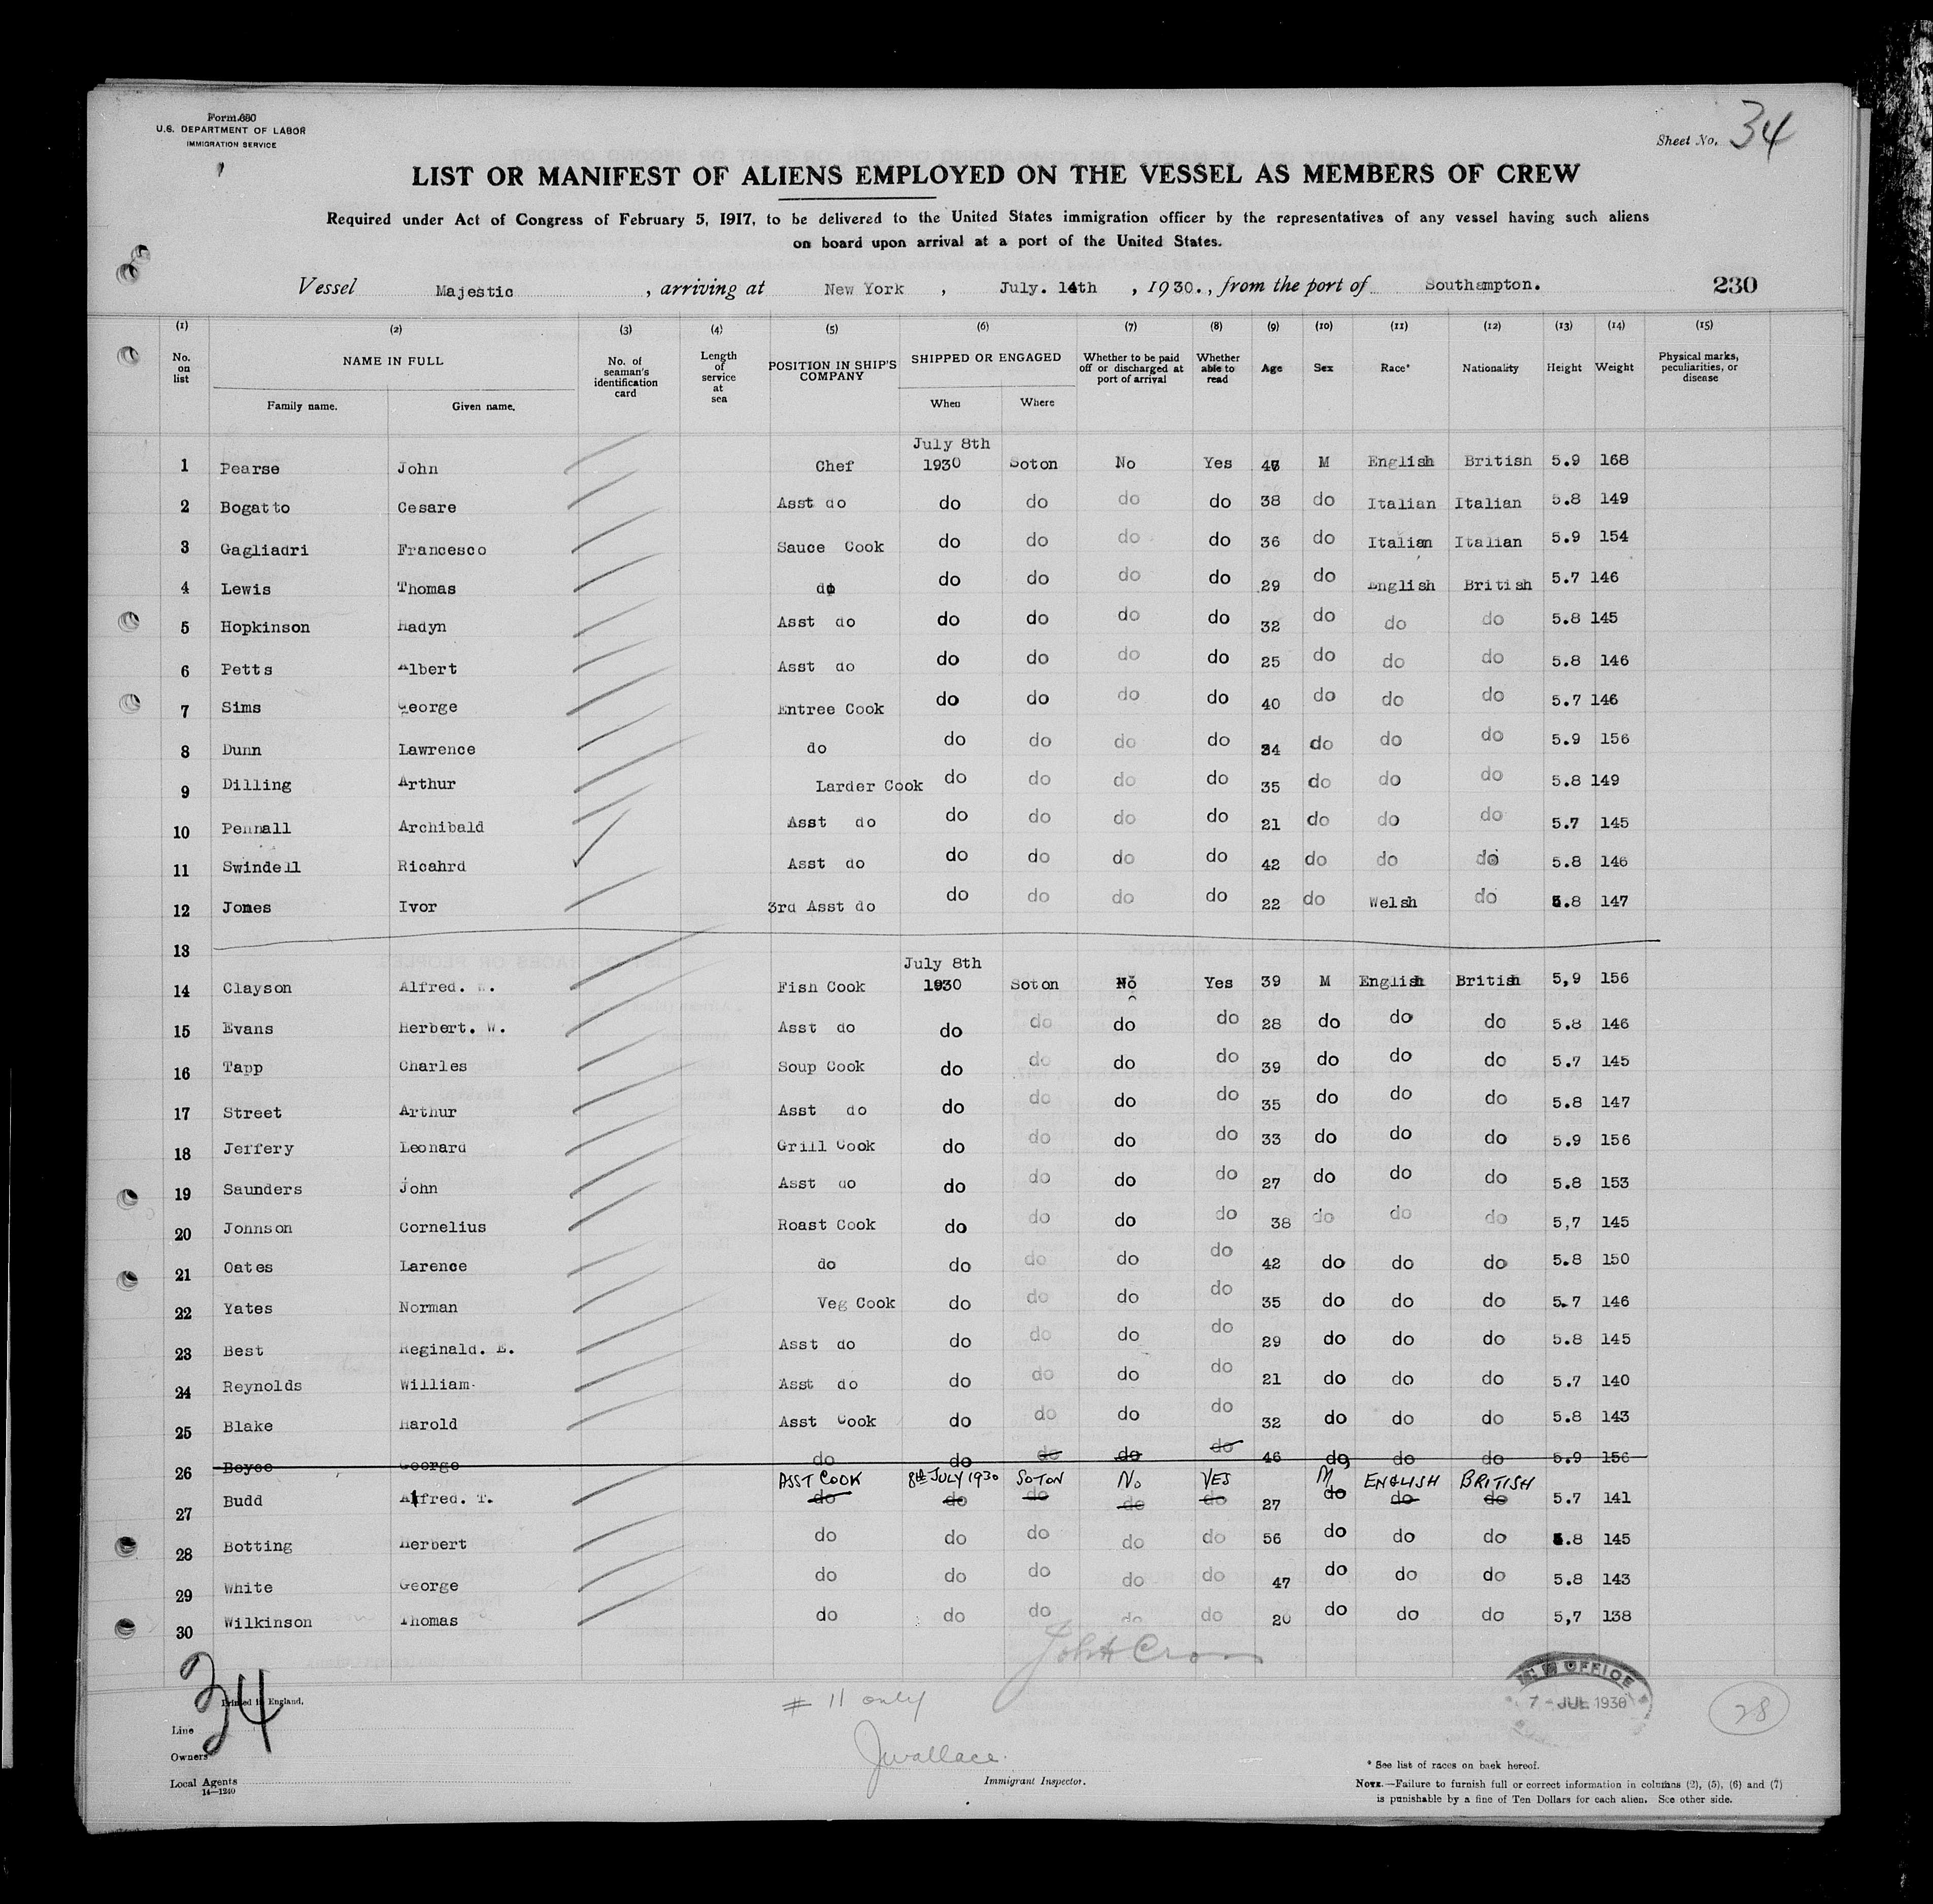 Form 680
U.S. DEPARTMENT OF LABOR
IMMIGRATION SERVICE
Sheet No. 34
LIST OR MANIFEST OF ALIENS EMPLOYED ON THE VESSEL AS MEMBERS OF CREW
Required under Act of Congress of February 5, 1917, to be delivered to the United States immigration officer by the representatives of any vessel having such aliens
on board upon arrival at a port of the United States.
Vessel Majestic, arriving at New York, July. 14th, 1930., from the port of Southampton. 230
(1) (2) (3) (4) (5) (6) (7) (8) (9) (10) (11) (12) (13) (14) (15)
No. on list NAME IN FULL Family name. Given name. No. of seaman's identification card Length of service at sea POSITION IN SHIP'S COMPANY SHIPPED OR ENGAGED When Where Whether to be paid off or discharged at port of arrival Whether able to read Age Sex Race* Nationality Height Weight Physical marks, peculiarities, or disease
July 8th
1 Pearse John Chef 1930 Soton No Yes M English British 5.9 168
2 Bogatto Cesare Asst do do do do do 38 do Italian Italian 5.8 149
3 Gagliadri Francesco Sauce Cook do do do do 36 do Italian Italian 5.9 154
4 Lewis Thomas do do do do do 29 do English British 5.7 146
5 Hopkinson Hadyn Asst do do do do do 32 do do do 5.8 145
6 Petts Albert Asst do do do do do 25 do do do 5.8 146
7 Sims George Entree Cook do do do do 40 do do do 5.7 146
8 Dunn Lawrence do do do do do 34 do do do 5.9 156
9 Dilling Arthur Larder Cook do do do do 35 do do do 5.8 149
10 Pennall Archibald Asst do do do do do 21 do do do 5.7 145
11 Swindell Ricahrd Asst do do do do do 42 do do do 5.8 146
12 Jones Ivor 3rd Asst do do do do do 22 do Welsh do 5.8 147
13
July 8th
14 Clayson Alfred. W. Fish Cook 1930 Soton No Yes 39 M English British 5,9 156
15 Evans Herbert. W. Asst do do do do do 28 do do do 5.8 146
16 Tapp Charles Soup Cook do do do do 39 do do do 5.7 145
17 Street Arthur Asst do do do do do 35 do do do 5.8 147
18 Jeffery Leonard Grill Cook do do do do 33 do do do 5.9 156
19 Saunders John Asst do do do do do 27 do do do 5.8 153
20 Johnson Cornelius Roast Cook do do do do 38 do do do 5,7 145
21 Oates Larence do do do do do 42 do do do 5.8 150
22 Yates Norman Veg Cook do do do do 35 do do do 5.7 146
23 Best Reginald. E. Asst do do do do do 29 do do do 5.8 145
24 Reynolds William Asst do do do do do 21 do do do 5.7 140
25 Blake Harold Asst Cook do do do do 32 do do do 5.8 143
26 Boyce George do do do do do 46 do do do 5.9 156
ASST COOK 8th JULY 1930 SOTON No YES M ENGLISH BRITISH
27 Budd Alfred. T. do do do do do 27 do do do 5.7 141
28 Botting Herbert do do do do do 56 do do do 5.8 145
29 White George do do do do do 47 do do do 5.8 143
30 Wilkinson Thomas do do do do do 20 do do do 5,7 138
34
Printed in England.
# 11 only
OFFICE
7 - JUL 1930
28
Line
Owners
JWallace.
Local Agents
14—1240
Immigrant Inspector.
* See list of races on back hereof.
NOTE.—Failure to furnish full or correct information in columns (2), (5), (6) and (7)
is punishable by a fine of Ten Dollars for each alien. See other side.